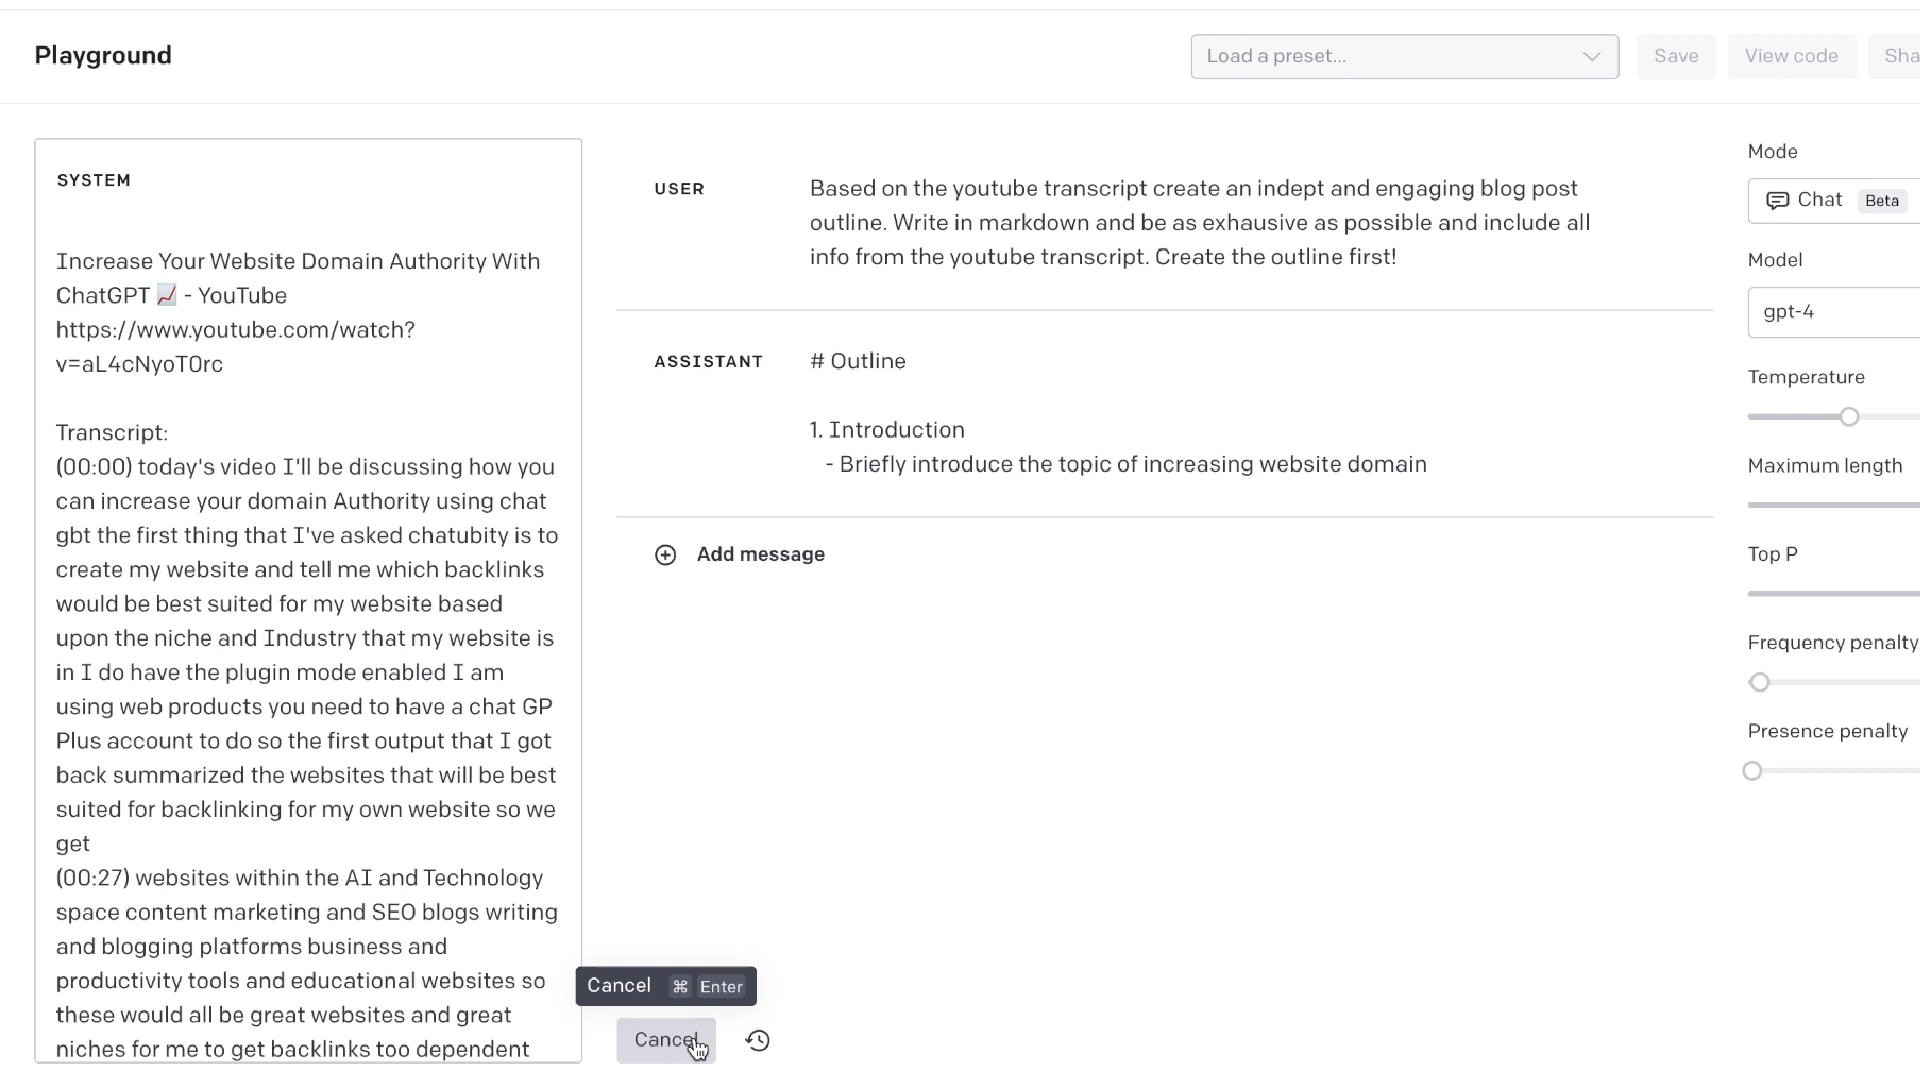 Playground
Load a preset...
Save
View code
Sha
SYSTEM
Increase Your Website Domain Authority With
ChatGPT 📈 - YouTube
https://www.youtube.com/watch?
v=aL4cNyoT0rc
Transcript:
(00:00) today's video I'll be discussing how you
can increase your domain Authority using chat
gbt the first thing that I've asked chatubity is to
create my website and tell me which backlinks
would be best suited for my website based
upon the niche and Industry that my website is
in I do have the plugin mode enabled I am
using web products you need to have a chat GP
Plus account to do so the first output that I got
back summarized the websites that will be best
suited for backlinking for my own website so we
get
(00:27) websites within the AI and Technology
space content marketing and SEO blogs writing
and blogging platforms business and
productivity tools and educational websites so
these would all be great websites and great
niches for me to get backlinks too dependent
USER
Based on the youtube transcript create an indept and engaging blog post
outline. Write in markdown and be as exhausive as possible and include all
info from the youtube transcript. Create the outline first!
ASSISTANT
# Outline
1. Introduction
- Briefly introduce the topic of increasing website domain
Add message
Cancel ⌘ Enter
Cancel
Mode
Chat Beta
Model
gpt-4
Temperature
Maximum length
Top P
Frequency penalty
Presence penalty